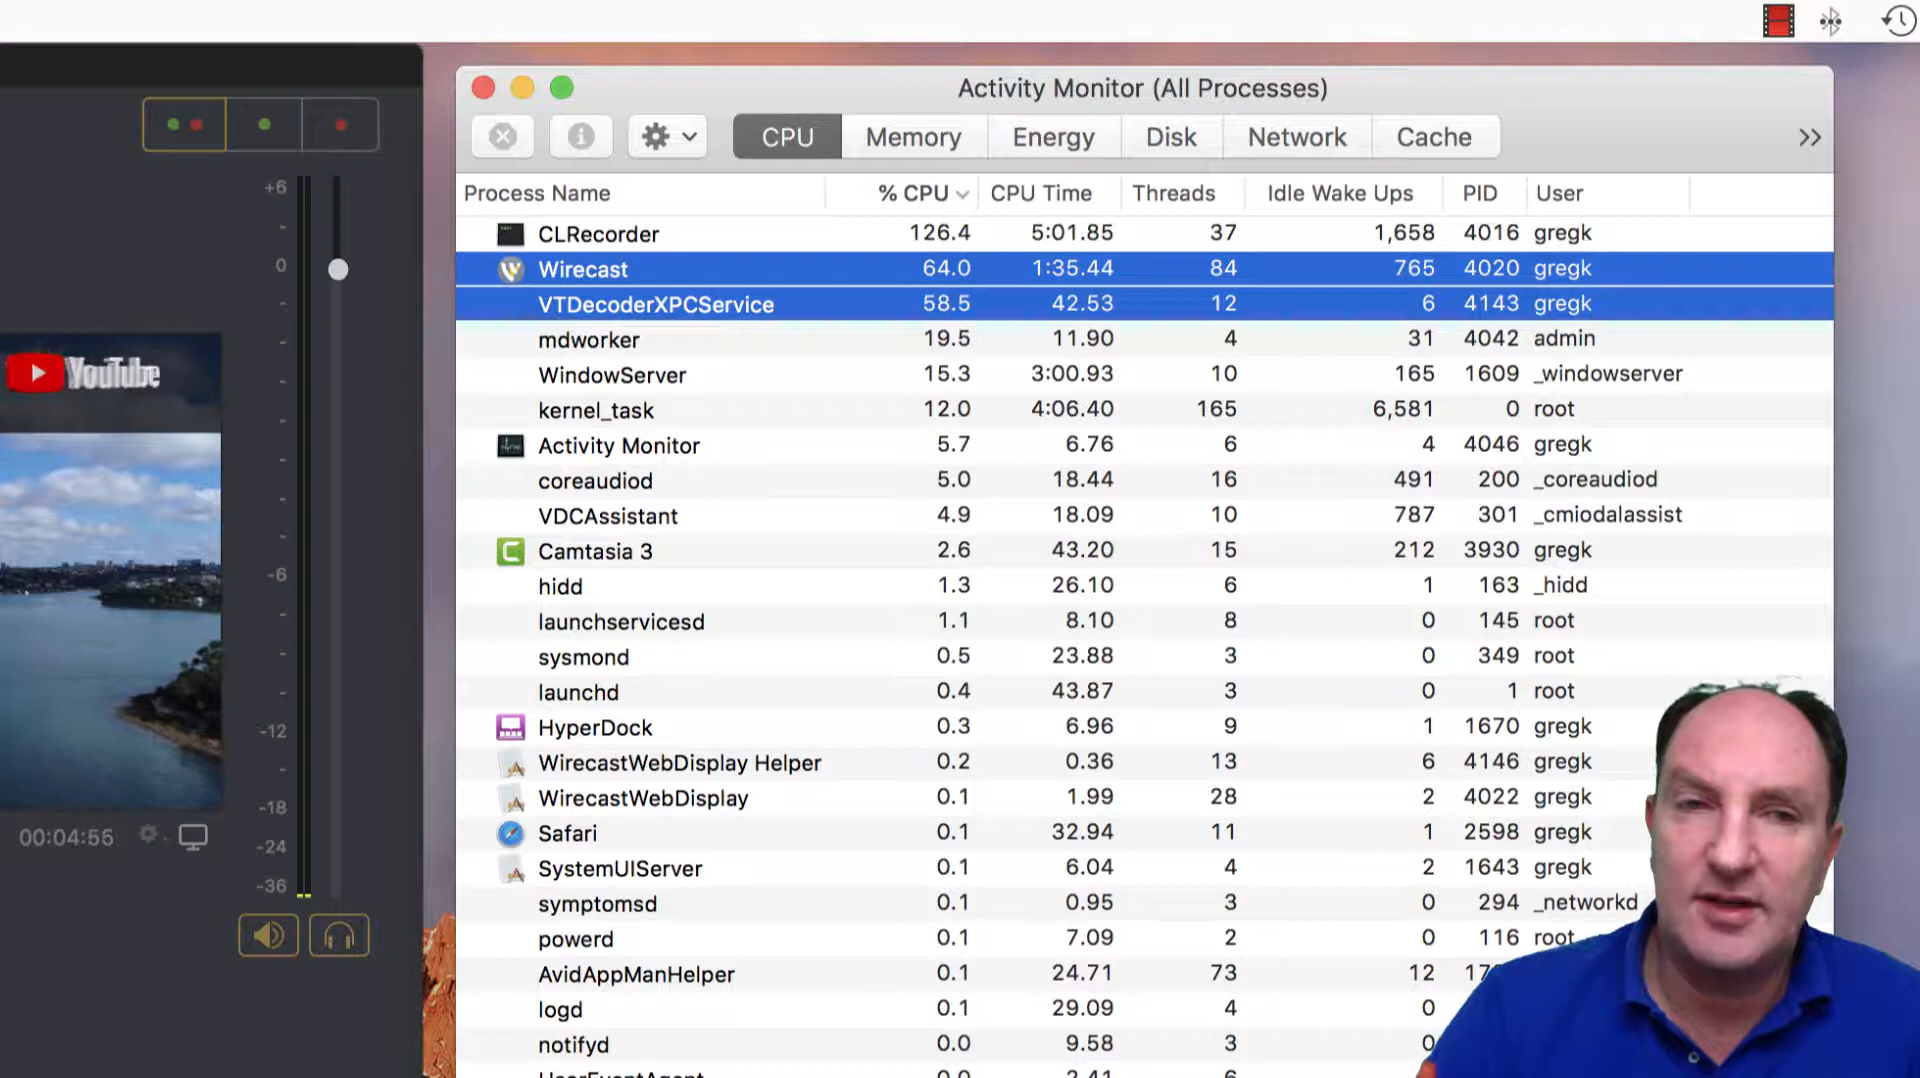 Activity Monitor (All Processes)
CPU Memory Energy Disk Network Cache
Process Name % CPU CPU Time Threads Idle Wake Ups PID User
CLRecorder 126.4 5:01.85 37 1,658 4016 gregk
Wirecast 64.0 1:35.44 84 765 4020 gregk
VTDecoderXPCService 58.5 42.53 12 6 4143 gregk
mdworker 19.5 11.90 4 31 4042 admin
WindowServer 15.3 3:00.93 10 165 1609 _windowserver
kernel_task 12.0 4:06.40 165 6,581 0 root
Activity Monitor 5.7 6.76 6 4 4046 gregk
coreaudiod 5.0 18.44 16 491 200 _coreaudiod
VDCAssistant 4.9 18.09 10 787 301 _cmiodalassist
Camtasia 3 2.6 43.20 15 212 3930 gregk
hidd 1.3 26.10 6 1 163 _hidd
launchservicesd 1.1 8.10 8 0 145 root
sysmond 0.5 23.88 3 0 349 root
launchd 0.4 43.87 3 0 1 root
HyperDock 0.3 6.96 9 1 1670 gregk
WirecastWebDisplay Helper 0.2 0.36 13 6 4146 gregk
WirecastWebDisplay 0.1 1.99 28 2 4022 gregk
Safari 0.1 32.94 11 1 2598 gregk
SystemUIServer 0.1 6.04 4 2 1643 gregk
symptomsd 0.1 0.95 3 0 294 _networkd
powerd 0.1 7.09 2 0 116 root
AvidAppManHelper 0.1 24.71 73 12
logd 0.1 29.09 4 0
notifyd 0.0 9.58 3 0
+6
0
-6
-12
-18
-24
-36
YouTube
00:04:56